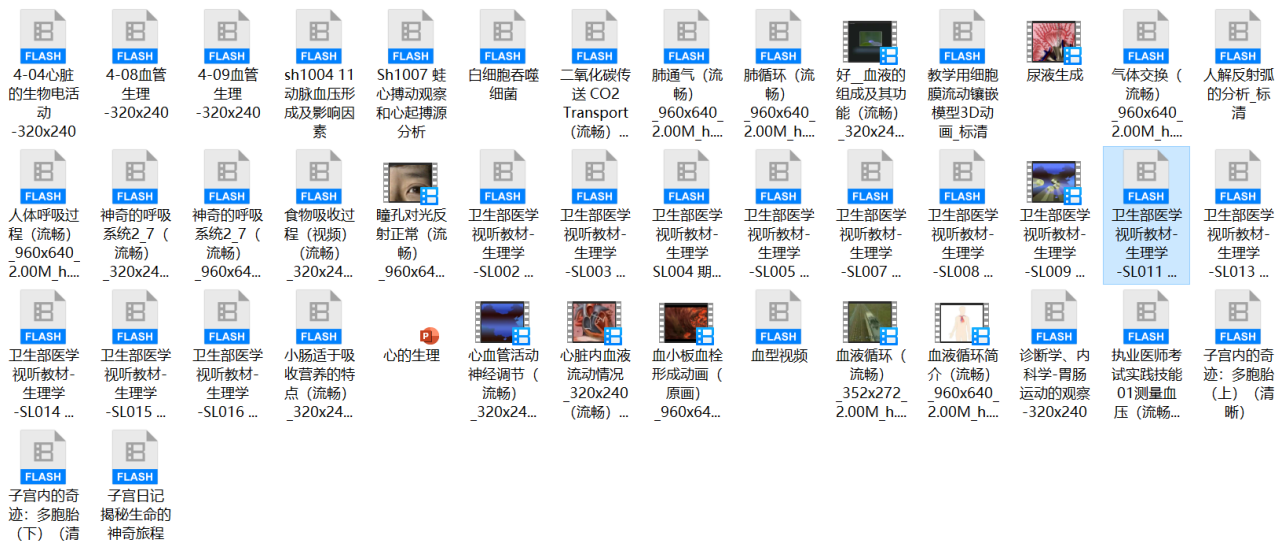 FLASH
4-04心脏
的生物电活
动
-320x240
FLASH
4-08血管
生理
-320x240
FLASH
4-09血管
生理
-320x240
FLASH
sh1004 11
动脉血压形
成及影响因
素
FLASH
Sh1007 蛙
心搏动观察
和心起搏源
分析
FLASH
白细胞吞噬
细菌
FLASH
二氧化碳传
送 CO2
Transport
（流畅）...
FLASH
肺通气（流
畅）
_960x640_
2.00M_h....
FLASH
肺循环（流
畅）
_960x640_
2.00M_h....
好__血液的
组成及其功
能（流畅）
_320x24...
FLASH
教学用细胞
膜流动镶嵌
模型3D动
画_标清
尿液生成
FLASH
气体交换（
流畅）
_960x640_
2.00M_h....
FLASH
人解反射弧
的分析_标
清
FLASH
人体呼吸过
程（流畅）
_960x640_
2.00M_h....
FLASH
神奇的呼吸
系统2_7（
流畅）
_320x24...
FLASH
神奇的呼吸
系统2_7（
流畅）
_960x64...
FLASH
食物吸收过
程（视频）
（流畅）
_320x24...
瞳孔对光反
射正常（流
畅）
_960x64...
FLASH
卫生部医学
视听教材-
生理学
-SL002 ...
FLASH
卫生部医学
视听教材-
生理学
-SL003 ...
FLASH
卫生部医学
视听教材-
生理学
SL004 期...
FLASH
卫生部医学
视听教材-
生理学
-SL005 ...
FLASH
卫生部医学
视听教材-
生理学
-SL007 ...
FLASH
卫生部医学
视听教材-
生理学
-SL008 ...
卫生部医学
视听教材-
生理学
-SL009 ...
FLASH
卫生部医学
视听教材-
生理学
-SL011 ...
FLASH
卫生部医学
视听教材-
生理学
-SL013 ...
FLASH
卫生部医学
视听教材-
生理学
-SL014 ...
FLASH
卫生部医学
视听教材-
生理学
-SL015 ...
FLASH
卫生部医学
视听教材-
生理学
-SL016 ...
FLASH
小肠适于吸
收营养的特
点（流畅）
_320x24...
P
心的生理
心血管活动
神经调节（
流畅）
_320x24...
心脏内血液
流动情况
_320x240
（流畅）...
血小板血栓
形成动画（
原画）
_960x64...
FLASH
血型视频
血液循环（
流畅）
_352x272_
2.00M_h....
血液循环简
介（流畅）
_960x640_
2.00M_h....
FLASH
诊断学、内
科学-胃肠
运动的观察
-320x240
FLASH
执业医师考
试实践技能
01测量血
压（流畅...
FLASH
子宫内的奇
迹：多胞胎
（上）（清
晰）
FLASH
子宫内的奇
迹：多胞胎
（下）（清
FLASH
子宫日记
揭秘生命的
神奇旅程